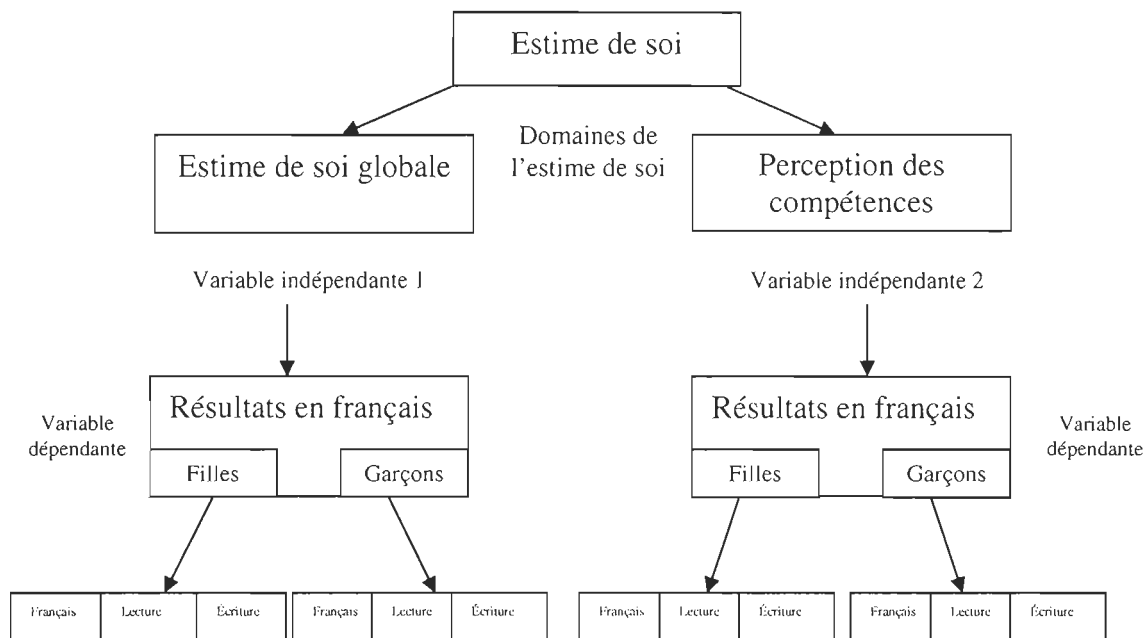 Estime de soi
Domaines de
l'estime de soi
Estime de soi globale
Perception des
compétences
Variable indépendante 1
Variable indépendante 2
Résultats en français
Résultats en français
Variable
dépendante
Variable
dépendante
Filles
Garçons
Filles
Garçons
Français Lecture Écriture Français Lecture Écriture Français Lecture Écriture Français Lecture Écriture